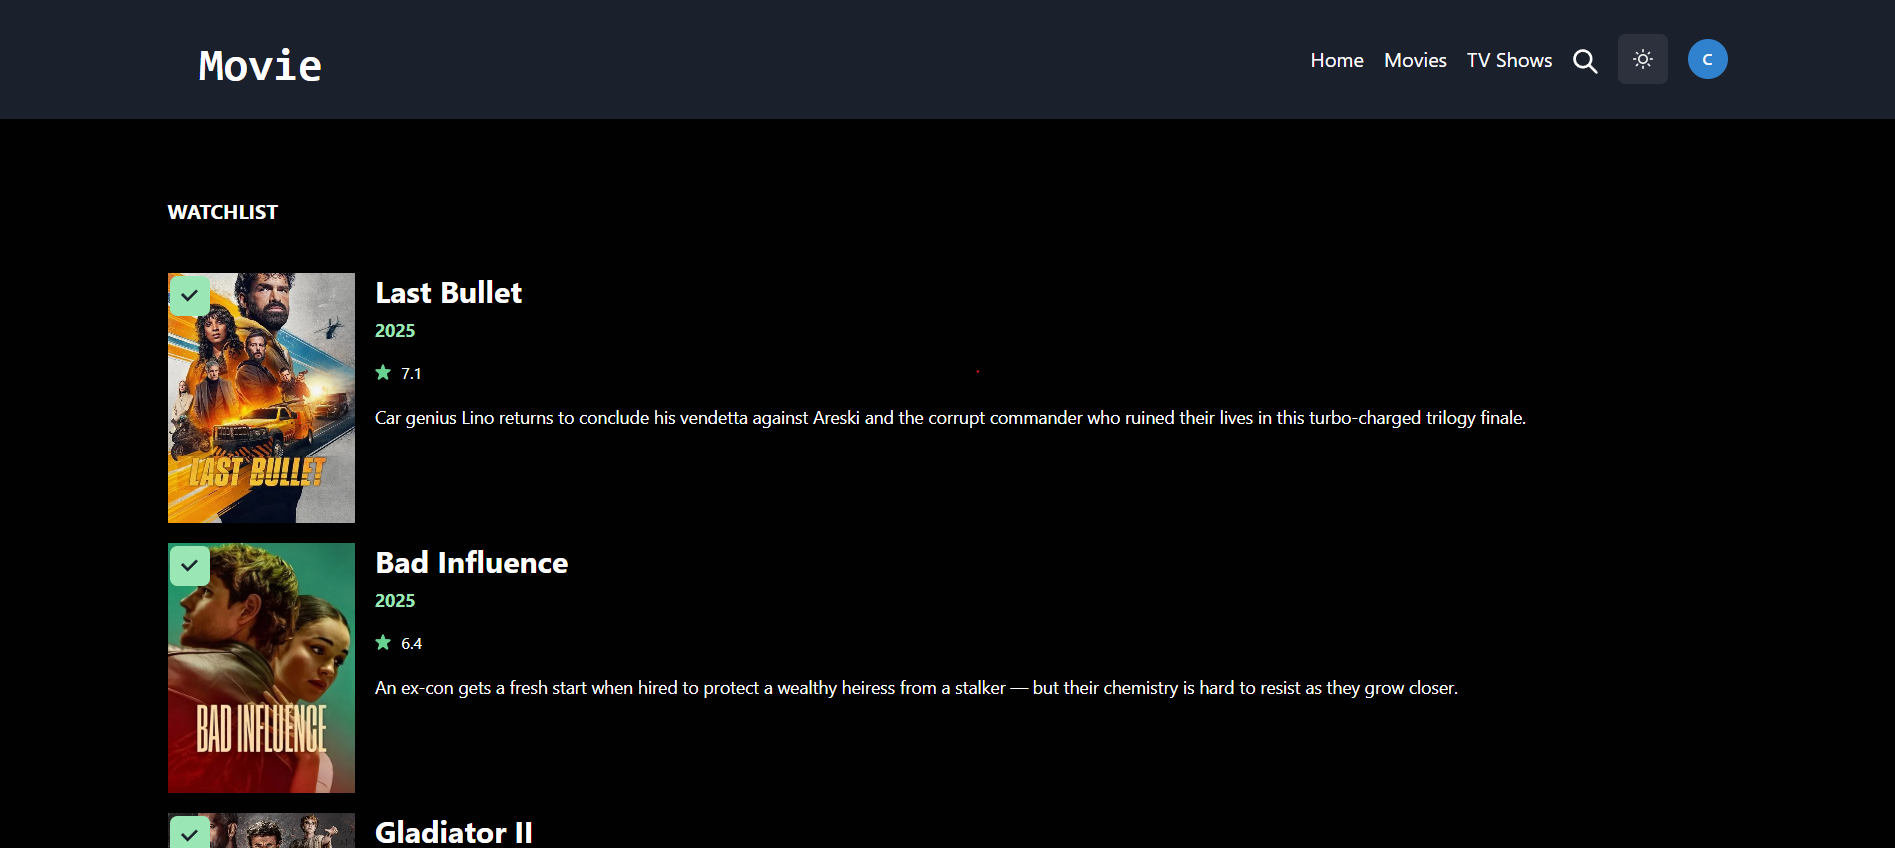 Movie
Home Movies TV Shows
C
WATCHLIST
LAST BULLET
Last Bullet
2025
7.1
Car genius Lino returns to conclude his vendetta against Areski and the corrupt commander who ruined their lives in this turbo-charged trilogy finale.
BAD INFLUENCE
Bad Influence
2025
6.4
An ex-con gets a fresh start when hired to protect a wealthy heiress from a stalker — but their chemistry is hard to resist as they grow closer.
Gladiator II